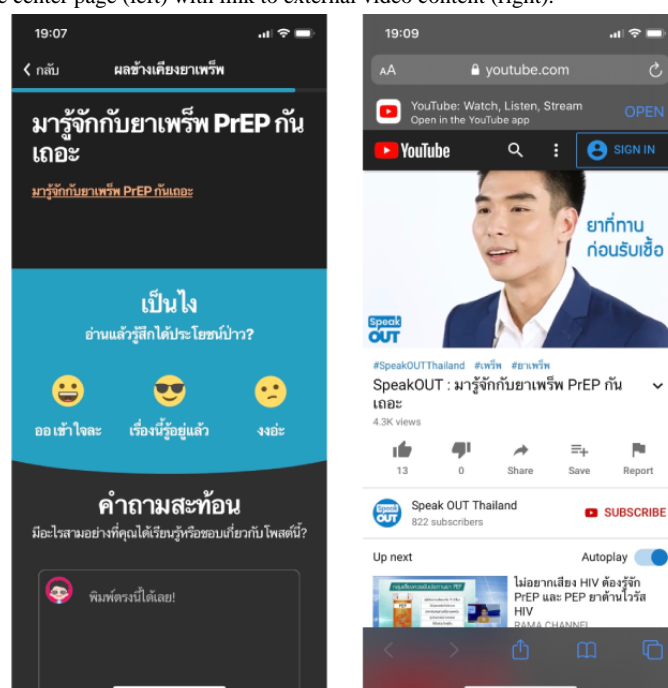 e center page (left) with link to external video content (right).
19:07
กลับ
ผลข้างเคียงยาเพร็พ
มารู้จักกับยาเพร็พ PrEP กัน
เถอะ
มารู้จักกับยาเพร็พ PrEP กันเถอะ
เป็นไง
อ่านแล้วรู้สึกได้ประโยชน์ป่าว?
ออ เข้าใจละ
เรื่องนี้รู้อยู่แล้ว
งงอ่ะ
คำถามสะท้อน
มีอะไรสามอย่างที่คุณได้เรียนรู้หรือชอบเกี่ยวกับโพสต์นี้?
พิมพ์ตรงนี้ได้เลย!
19:09
AA
youtube.com
YouTube: Watch, Listen, Stream
Open in the YouTube app
OPEN
YouTube
SIGN IN
ยาที่ทาน
ก่อนรับเชื้อ
Speak
OUT
#SpeakOUTThailand #เพร็พ #ยาเพร็พ
SpeakOUT : มารู้จักกับยาเพร็พ PrEP กัน
เถอะ
4.3K views
13
0
Share
Save
Report
Speak
OUT
Speak OUT Thailand
822 subscribers
SUBSCRIBE
Up next
Autoplay
ไม่อยากเสี่ยง HIV ต้องรู้จัก
PrEP และ PEP ยาต้านไวรัส
HIV
RAMA CHANNEL